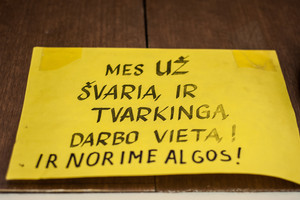 MES UŽ
ŠVARIĄ IR
TVARKINGĄ
DARBO VIETĄ!
IR NORIME ALGOS!